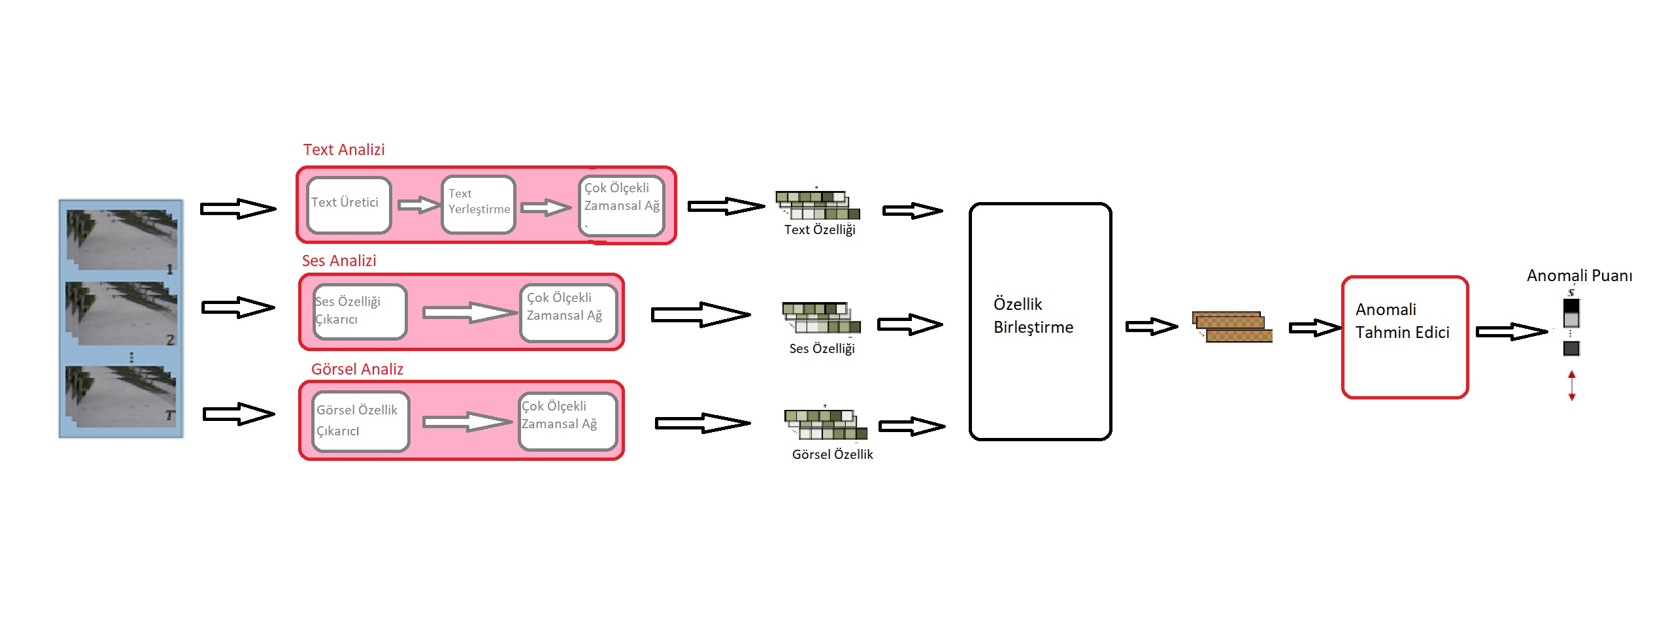 Text Analizi
Text Üretici
Text
Yerleştirme
Çok Ölçekli
Zamansal Ağ
Text Özelliği
Ses Analizi
Ses Özelliği
Çıkarıcı
Çok Ölçekli
Zamansal Ağ
Ses Özelliği
Görsel Analiz
Görsel Özellik
Çıkarıcı
Çok Ölçekli
Zamansal Ağ
Görsel Özellik
1
2
T
Özellik
Birleştirme
Anomali
Tahmin Edici
Anomali Puanı
s